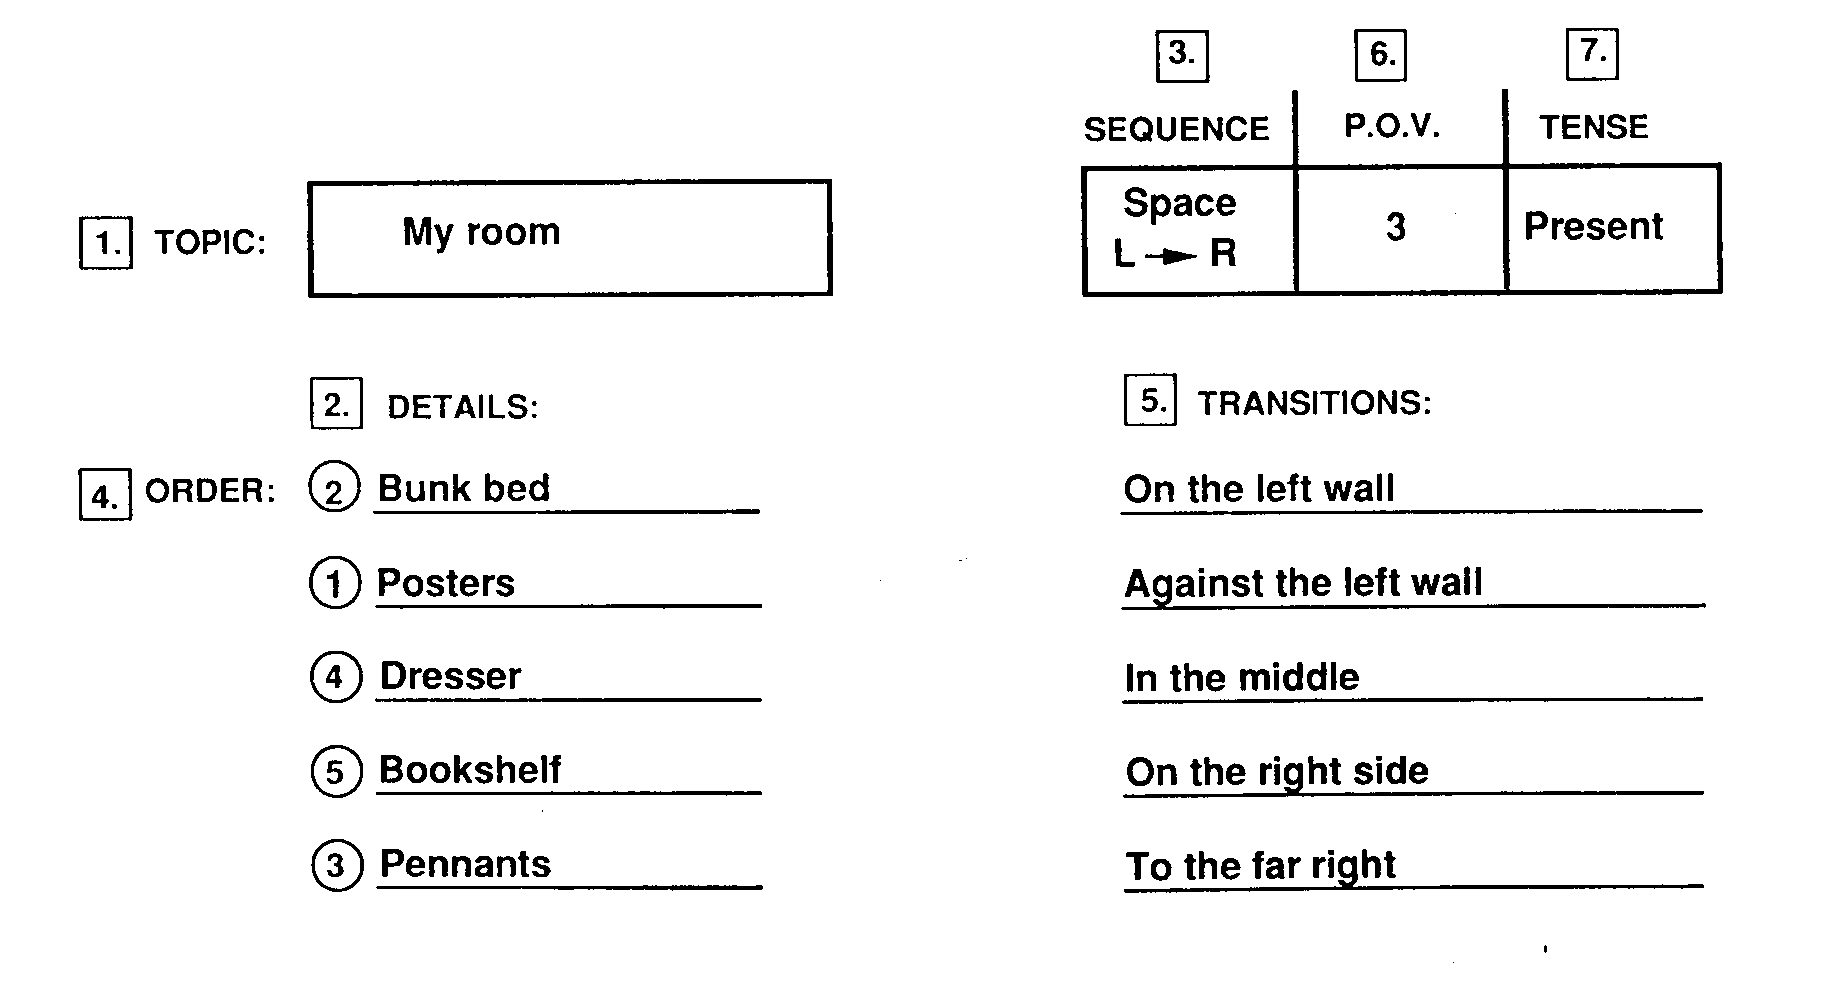 3. 6. 7.
SEQUENCE P.O.V. TENSE
1. TOPIC: My room Space L → R 3 Present
2. DETAILS: 5. TRANSITIONS:
4. ORDER: 2 Bunk bed On the left wall
1 Posters Against the left wall
4 Dresser In the middle
5 Bookshelf On the right side
3 Pennants To the far right